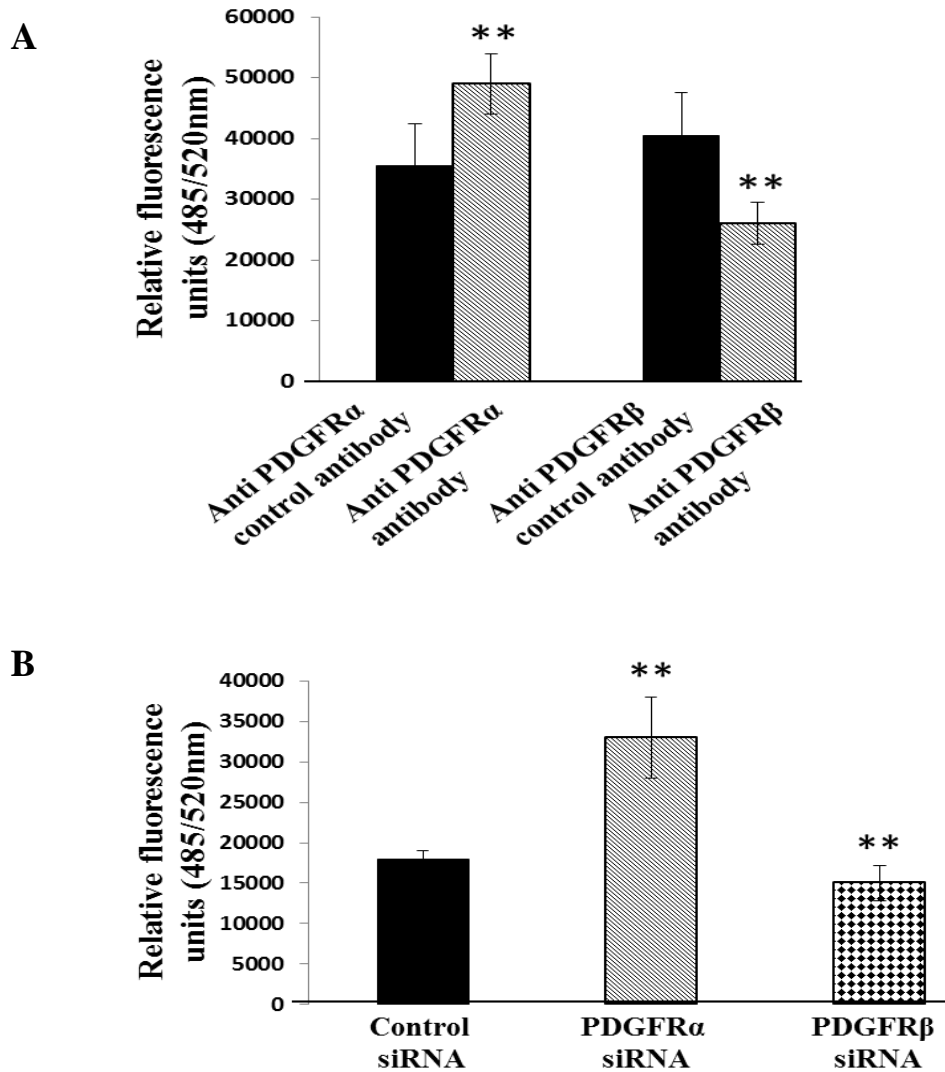 A
Relative fluorescence
units (485/520nm)
60000
50000
40000
30000
20000
10000
0
**
**
Anti PDGFRα
control antibody
Anti PDGFRα
antibody
Anti PDGFRβ
control antibody
Anti PDGFRβ
antibody
B
Relative fluorescence
units (485/520nm)
40000
35000
30000
25000
20000
15000
10000
5000
0
**
**
Control
siRNA
PDGFRα
siRNA
PDGFRβ
siRNA